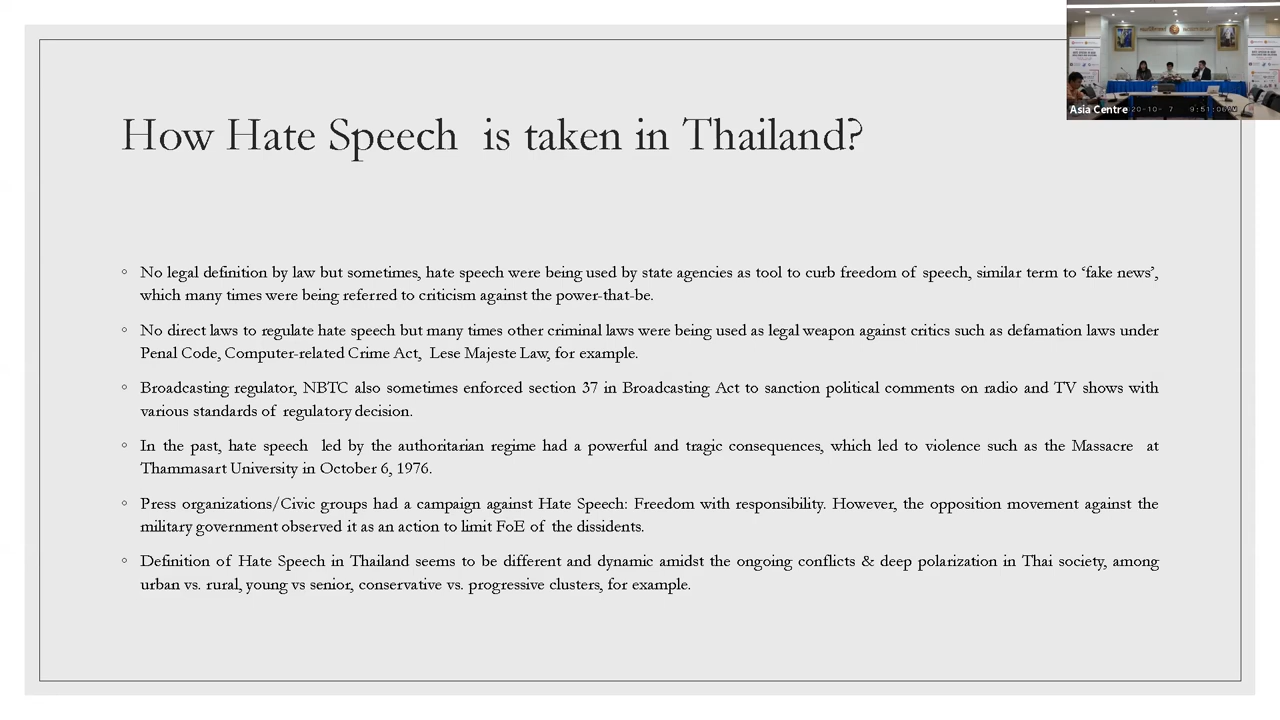 How Hate Speech is taken in Thailand?
No legal definition by law but sometimes, hate speech were being used by state agencies as tool to curb freedom of speech, similar term to ‘fake news’,
which many times were being referred to criticism against the power-that-be.
No direct laws to regulate hate speech but many times other criminal laws were being used as legal weapon against critics such as defamation laws under
Penal Code, Computer-related Crime Act, Lese Majeste Law, for example.
Broadcasting regulator, NBTC also sometimes enforced section 37 in Broadcasting Act to sanction political comments on radio and TV shows with
various standards of regulatory decision.
In the past, hate speech led by the authoritarian regime had a powerful and tragic consequences, which led to violence such as the Massacre at
Thammasart University in October 6, 1976.
Press organizations/Civic groups had a campaign against Hate Speech: Freedom with responsibility. However, the opposition movement against the
military government observed it as an action to limit FoE of the dissidents.
Definition of Hate Speech in Thailand seems to be different and dynamic amidst the ongoing conflicts & deep polarization in Thai society, among
urban vs. rural, young vs senior, conservative vs. progressive clusters, for example.
Asia Centre